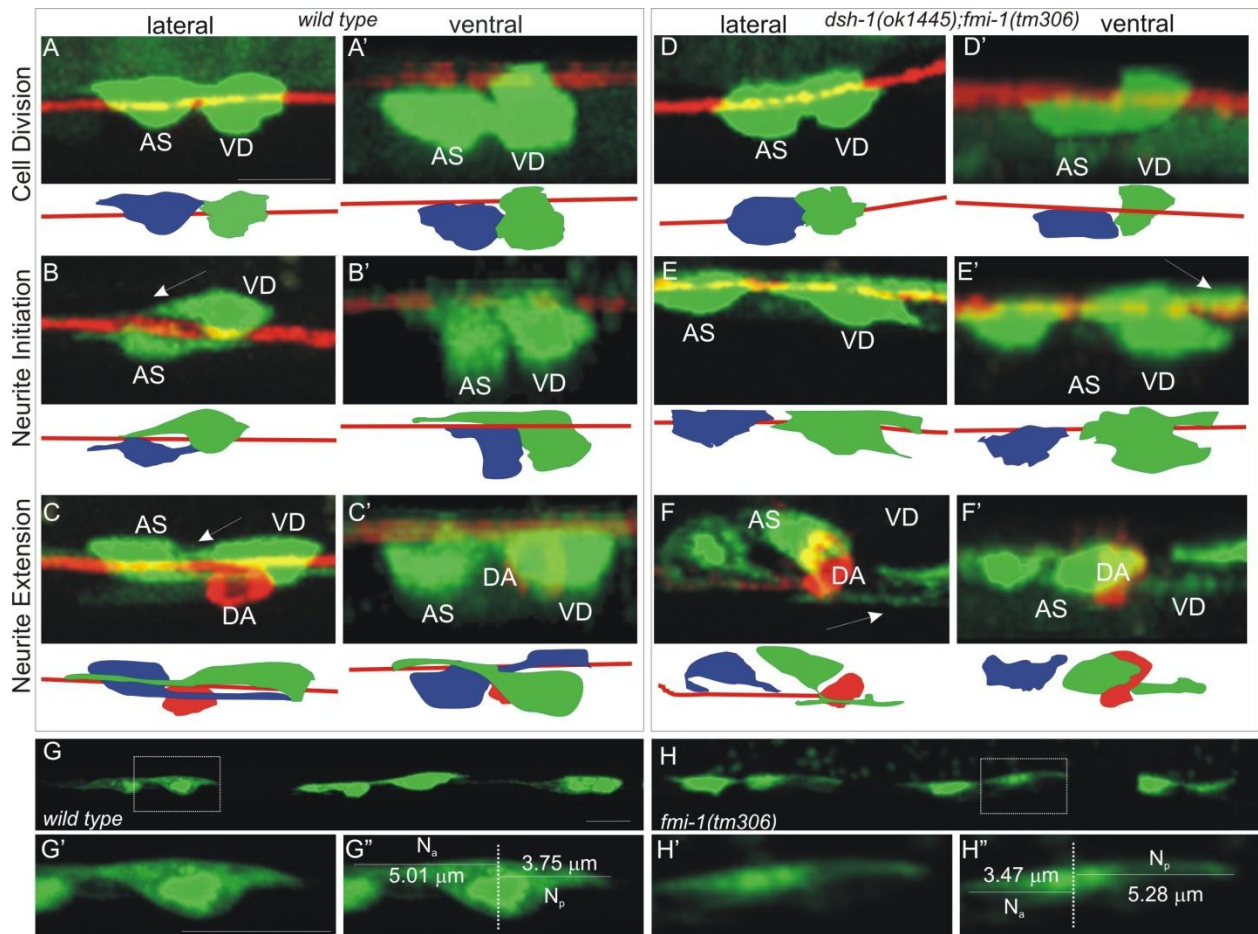 wild type
dsh-1(ok1445);fmi-1(tm306)
lateral
ventral
lateral
ventral
Cell Division
A
AS
VD
A'
AS
VD
D
AS
VD
D'
AS
VD
Neurite Initiation
B
VD
AS
B'
AS
VD
E
AS
VD
E'
AS
VD
Neurite Extension
C
AS
VD
DA
C'
DA
AS
VD
F
AS
VD
DA
F'
DA
AS
VD
G
wild type
H
fmi-1(tm306)
G'
G"
Na
3.75 μm
5.01 μm
Np
H'
H"
Np
3.47 μm
5.28 μm
Na